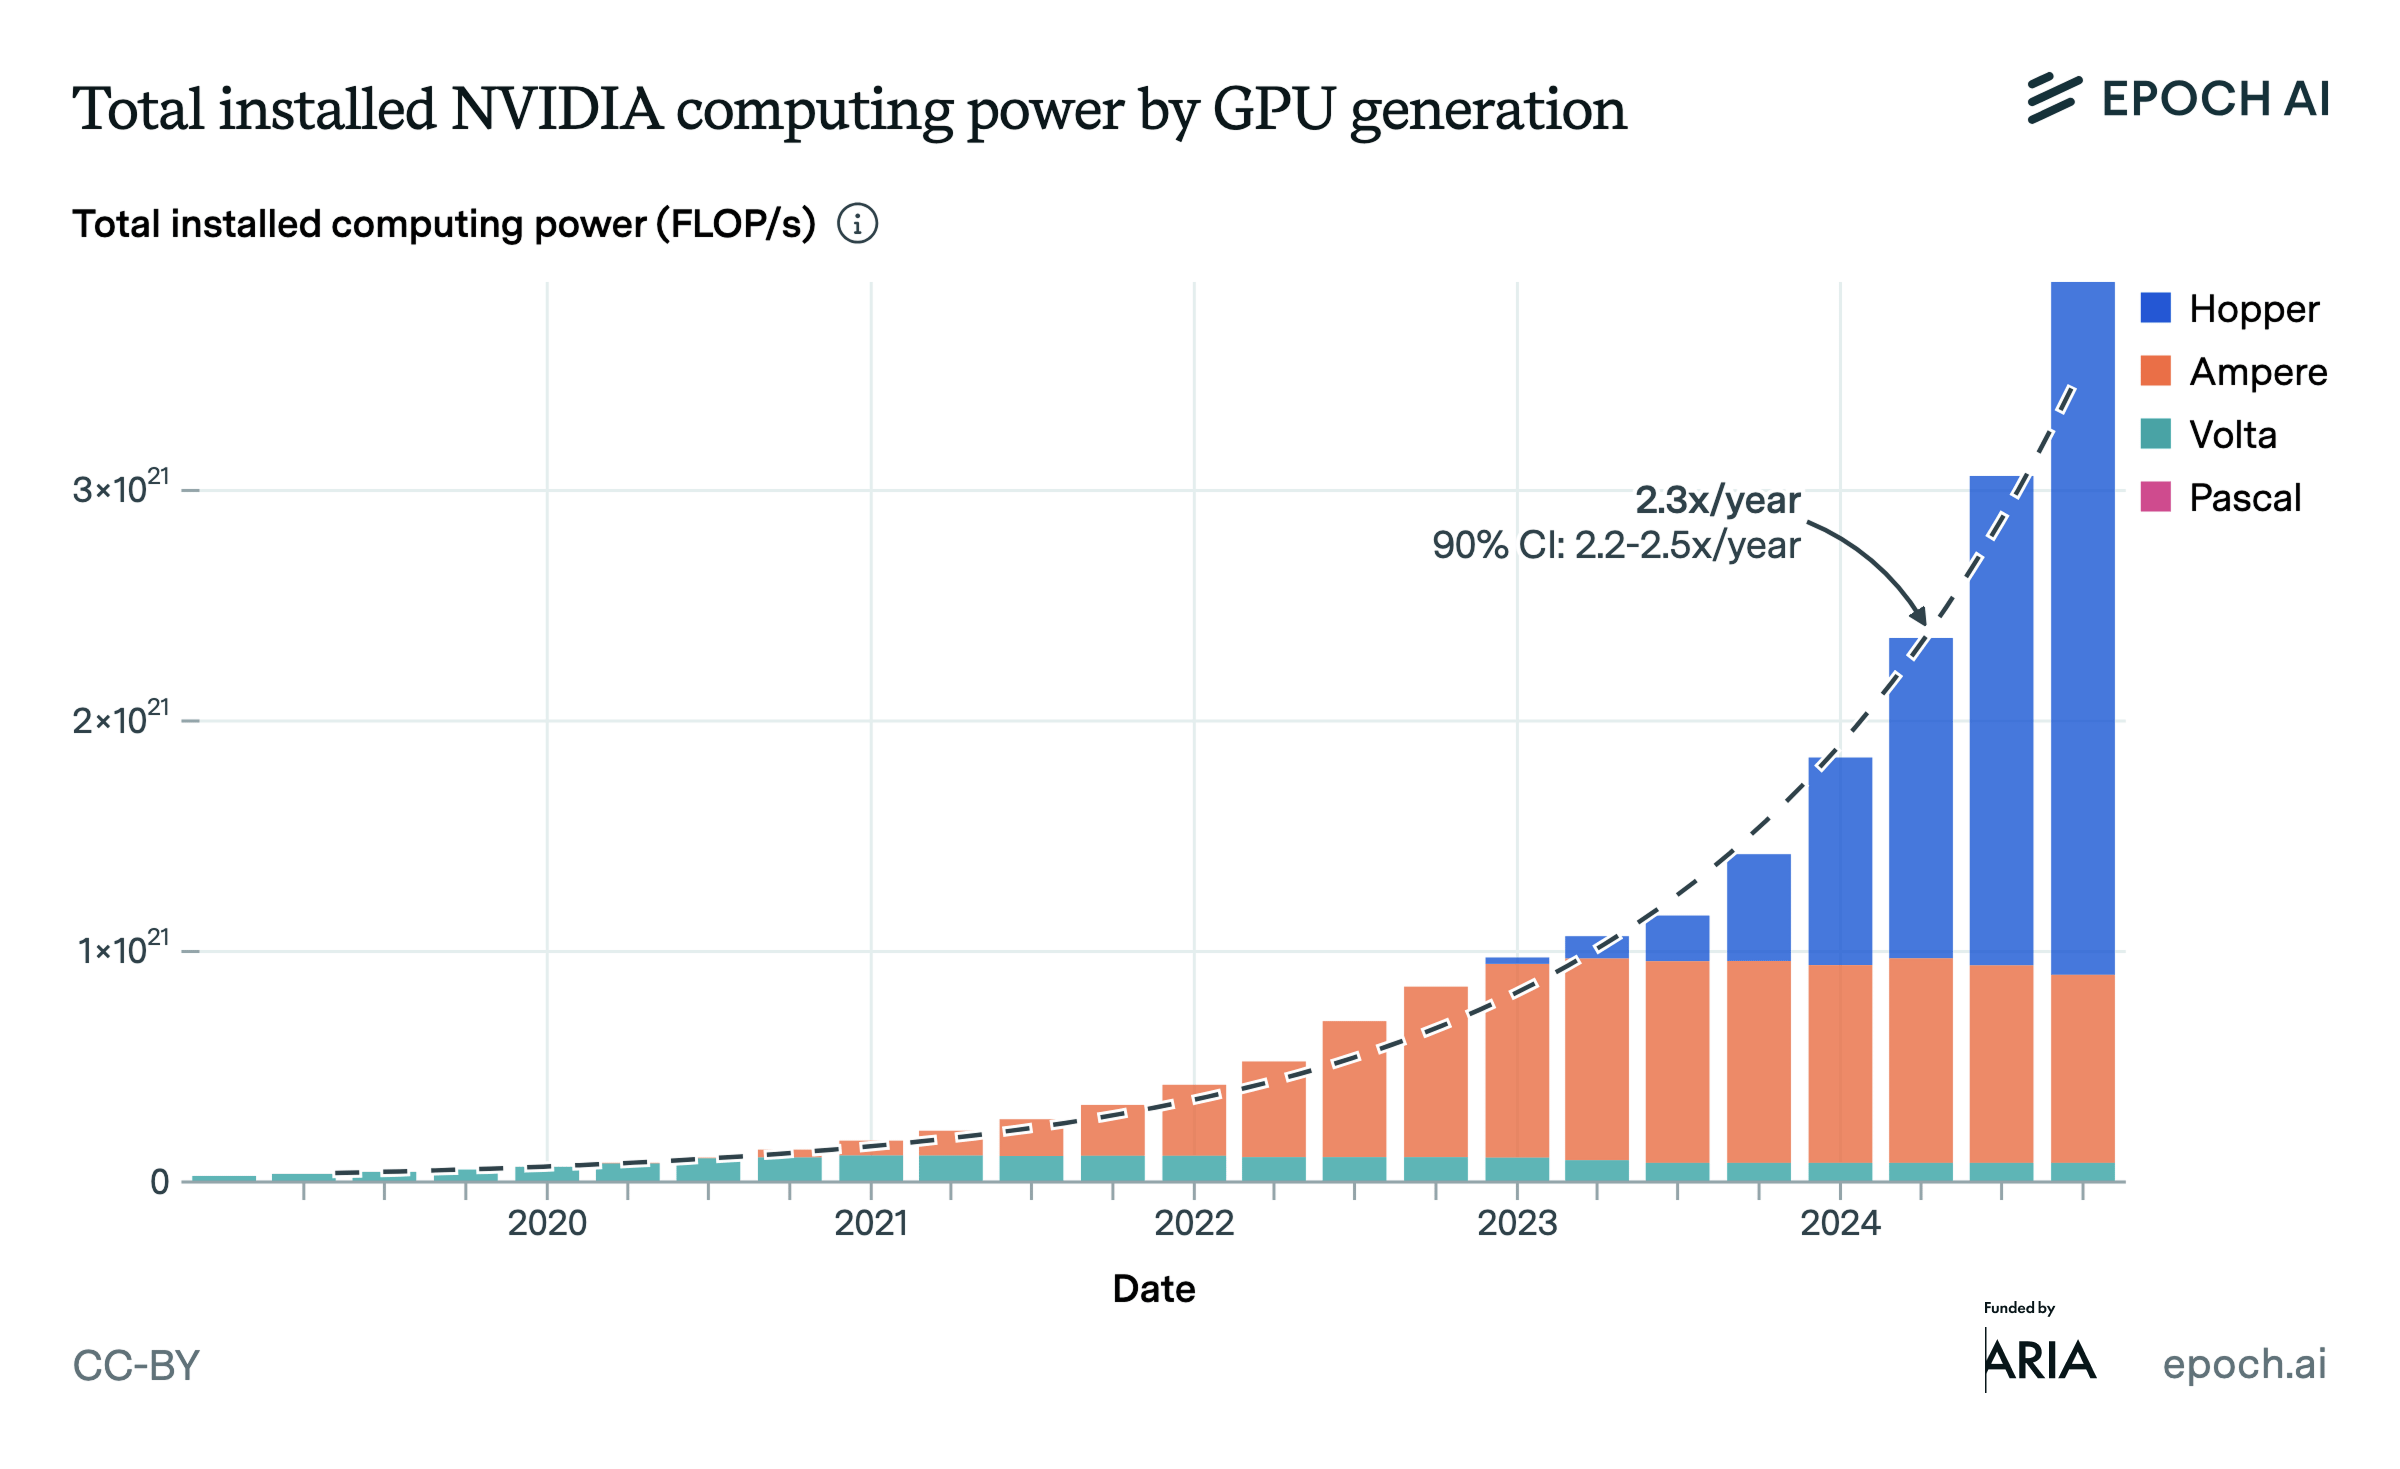 Total installed NVIDIA computing power by GPU generation
EPOCH AI
Total installed computing power (FLOP/s) i
Hopper
Ampere
Volta
Pascal
3×10²¹
2×10²¹
1×10²¹
0
2.3x/year
90% CI: 2.2-2.5x/year
2020 2021 2022 2023 2024
Date
CC-BY
Funded by
ARIA
epoch.ai